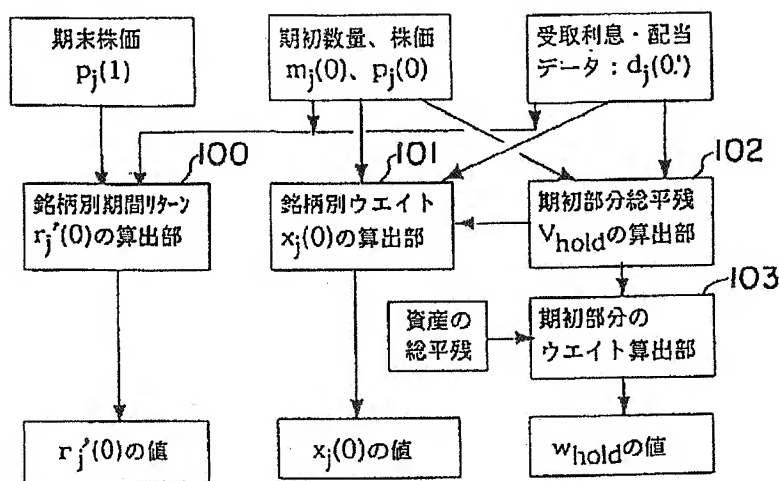 期末株価
pj(1)
期初数量、株価
mj(0)、pj(0)
受取利息・配当
データ：dj(0.')
100
101
102
銘柄別期間リターン
rj'(0)の算出部
銘柄別ウエイト
xj(0)の算出部
期初部分総平残
Vholdの算出部
103
資産の
総平残
期初部分の
ウエイト算出部
rj'(0)の値
xj(0)の値
wholdの値